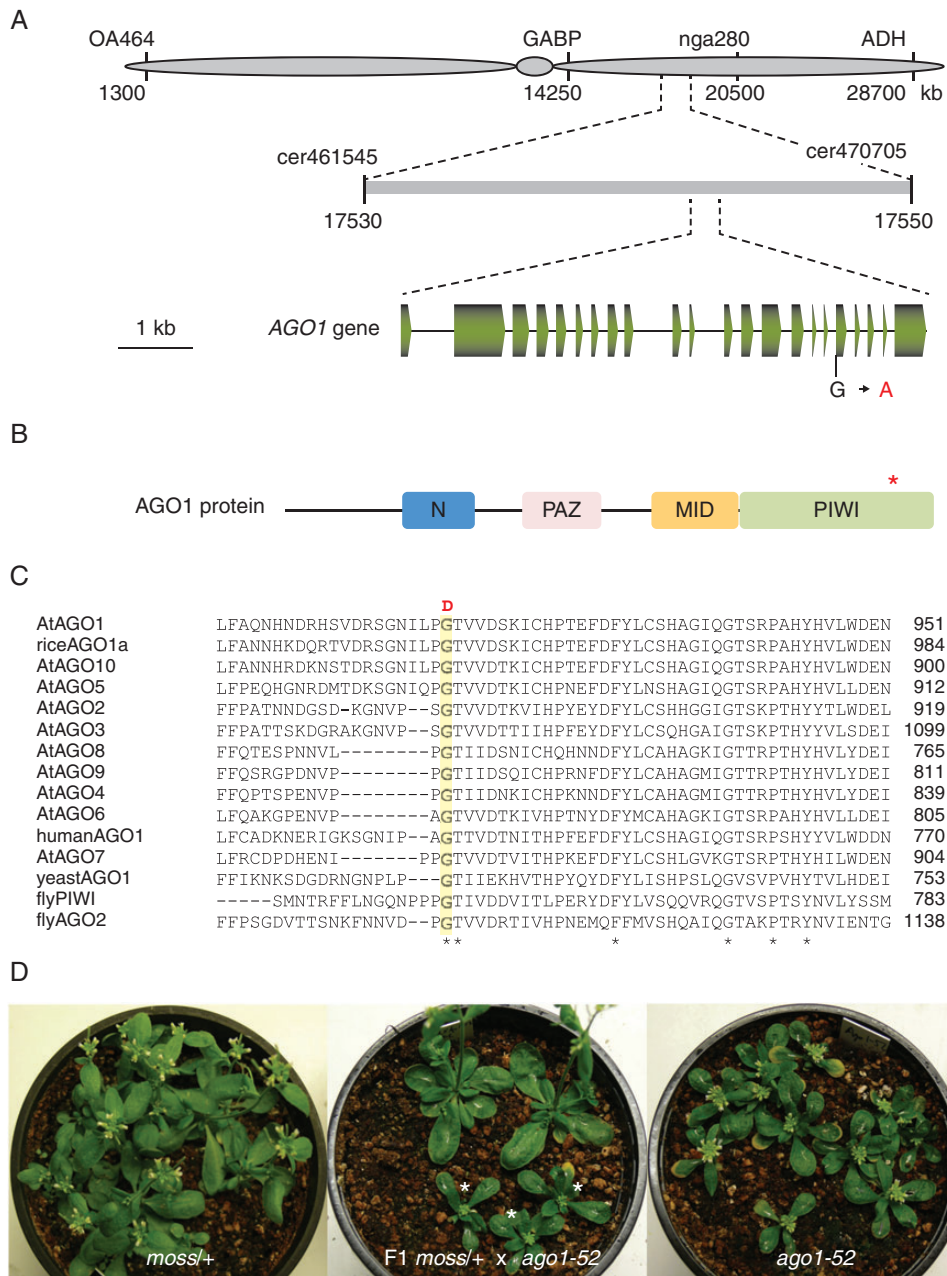 A
OA464 GABP nga280 ADH
1300 14250 20500 28700 kb
cer461545 cer470705
17530 17550
1 kb AGO1 gene
G A
B
*
AGO1 protein N PAZ MID PIWI
C
D
AtAGO1 LFAQNHNDRHSVDRSGNILPGTVVDSKICHPTEFDFYLCSHAGIQGTSRPAHYHVLWDEN 951
riceAGO1a LFANNHKDQRTVDRSGNILPGTVVDSKICHPTEFDFYLCSHAGIQGTSRPAHYHVLWDEN 984
AtAGO10 LFANNHRDKNSTDRSGNILPGTVVDTKICHPTEFDFYLCSHAGIQGTSRPAHYHVLWDEN 900
AtAGO5 LFPEQHGNRDMTDKSGNIQPGTVVDTKICHPNEFDFYLNSHAGIQGTSRPAHYHVLLDEN 912
AtAGO2 FFPATNNDGSD-KGNVP--SGTVVDTKVIHPYEYDFYLCSHHGGIGTSKPTHYYTLWDEL 919
AtAGO3 FFPATTSKDGRAKGNVP--SGTVVDTTIIHPFEYDFYLCSQHGAIGTSKPTHYYVLSDEI 1099
AtAGO8 FFQTESPNNVL--------PGTIIDSNICHQHNNDFYLCAHAGKIGTTRPTHYHVLYDEI 765
AtAGO9 FFQSRGPDNVP--------PGTIIDSQICHPRNFDFYLCAHAGMIGTTRPTHYHVLYDEI 811
AtAGO4 FFQPTSPENVP--------PGTIIDNKICHPKNNDFYLCAHAGMIGTTRPTHYHVLYDEI 839
AtAGO6 LFQAKGPENVP--------AGTVVDTKIVHPTNYDFYMCAHAGKIGTSRPAHYHVLLDEI 805
humanAGO1 LFCADKNERIGKSGNIP--AGTTVDTNITHPFEFDFYLCSHAGIQGTSRPSHYYVLWDDN 770
AtAGO7 LFRCDPDHENI-------PPGTVVDTVITHPKEFDFYLCSHLGVKGTSRPTHYHILWDEN 904
yeastAGO1 FFIKNKSDGDRNGNPLP---GTIIEKHVTHPYQYDFYLISHPSLQGVSVPVHYTVLHDEI 753
flyPIWI -----SMNTRFFLNGQNPPPGTIVDDVITLPERYDFYLVSQQVRQGTVSPTSYNVLYSSM 783
flyAGO2 FFPSGDVTTSNKFNNVD--PGTVVDRTIVHPNEMQFFMVSHQAIQGTAKPTRYNVIENTG 1138
** * * * *
D
moss/+ F1 moss/+ x ago1-52 ago1-52
* * *